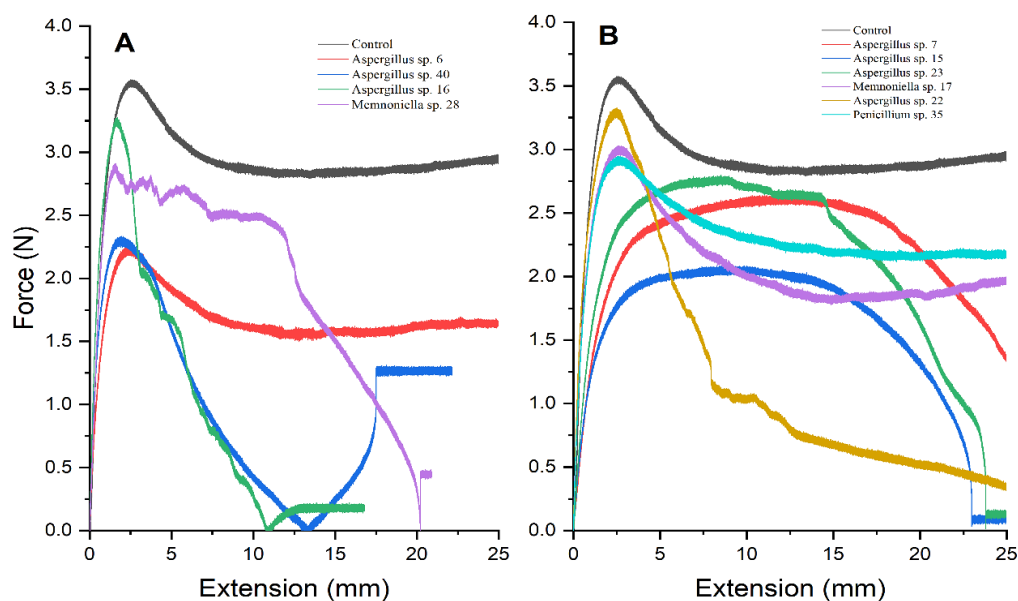 A
Control
Aspergillus sp. 6
Aspergillus sp. 40
Aspergillus sp. 16
Memnoniella sp. 28
4.0
3.5
3.0
2.5
2.0
1.5
1.0
0.5
0.0
0 5 10 15 20 25
Force (N)
Extension (mm)
B
Control
Aspergillus sp. 7
Aspergillus sp. 15
Aspergillus sp. 23
Memnoniella sp. 17
Aspergillus sp. 22
Penicillium sp. 35
4.0
3.5
3.0
2.5
2.0
1.5
1.0
0.5
0.0
0 5 10 15 20 25
Extension (mm)